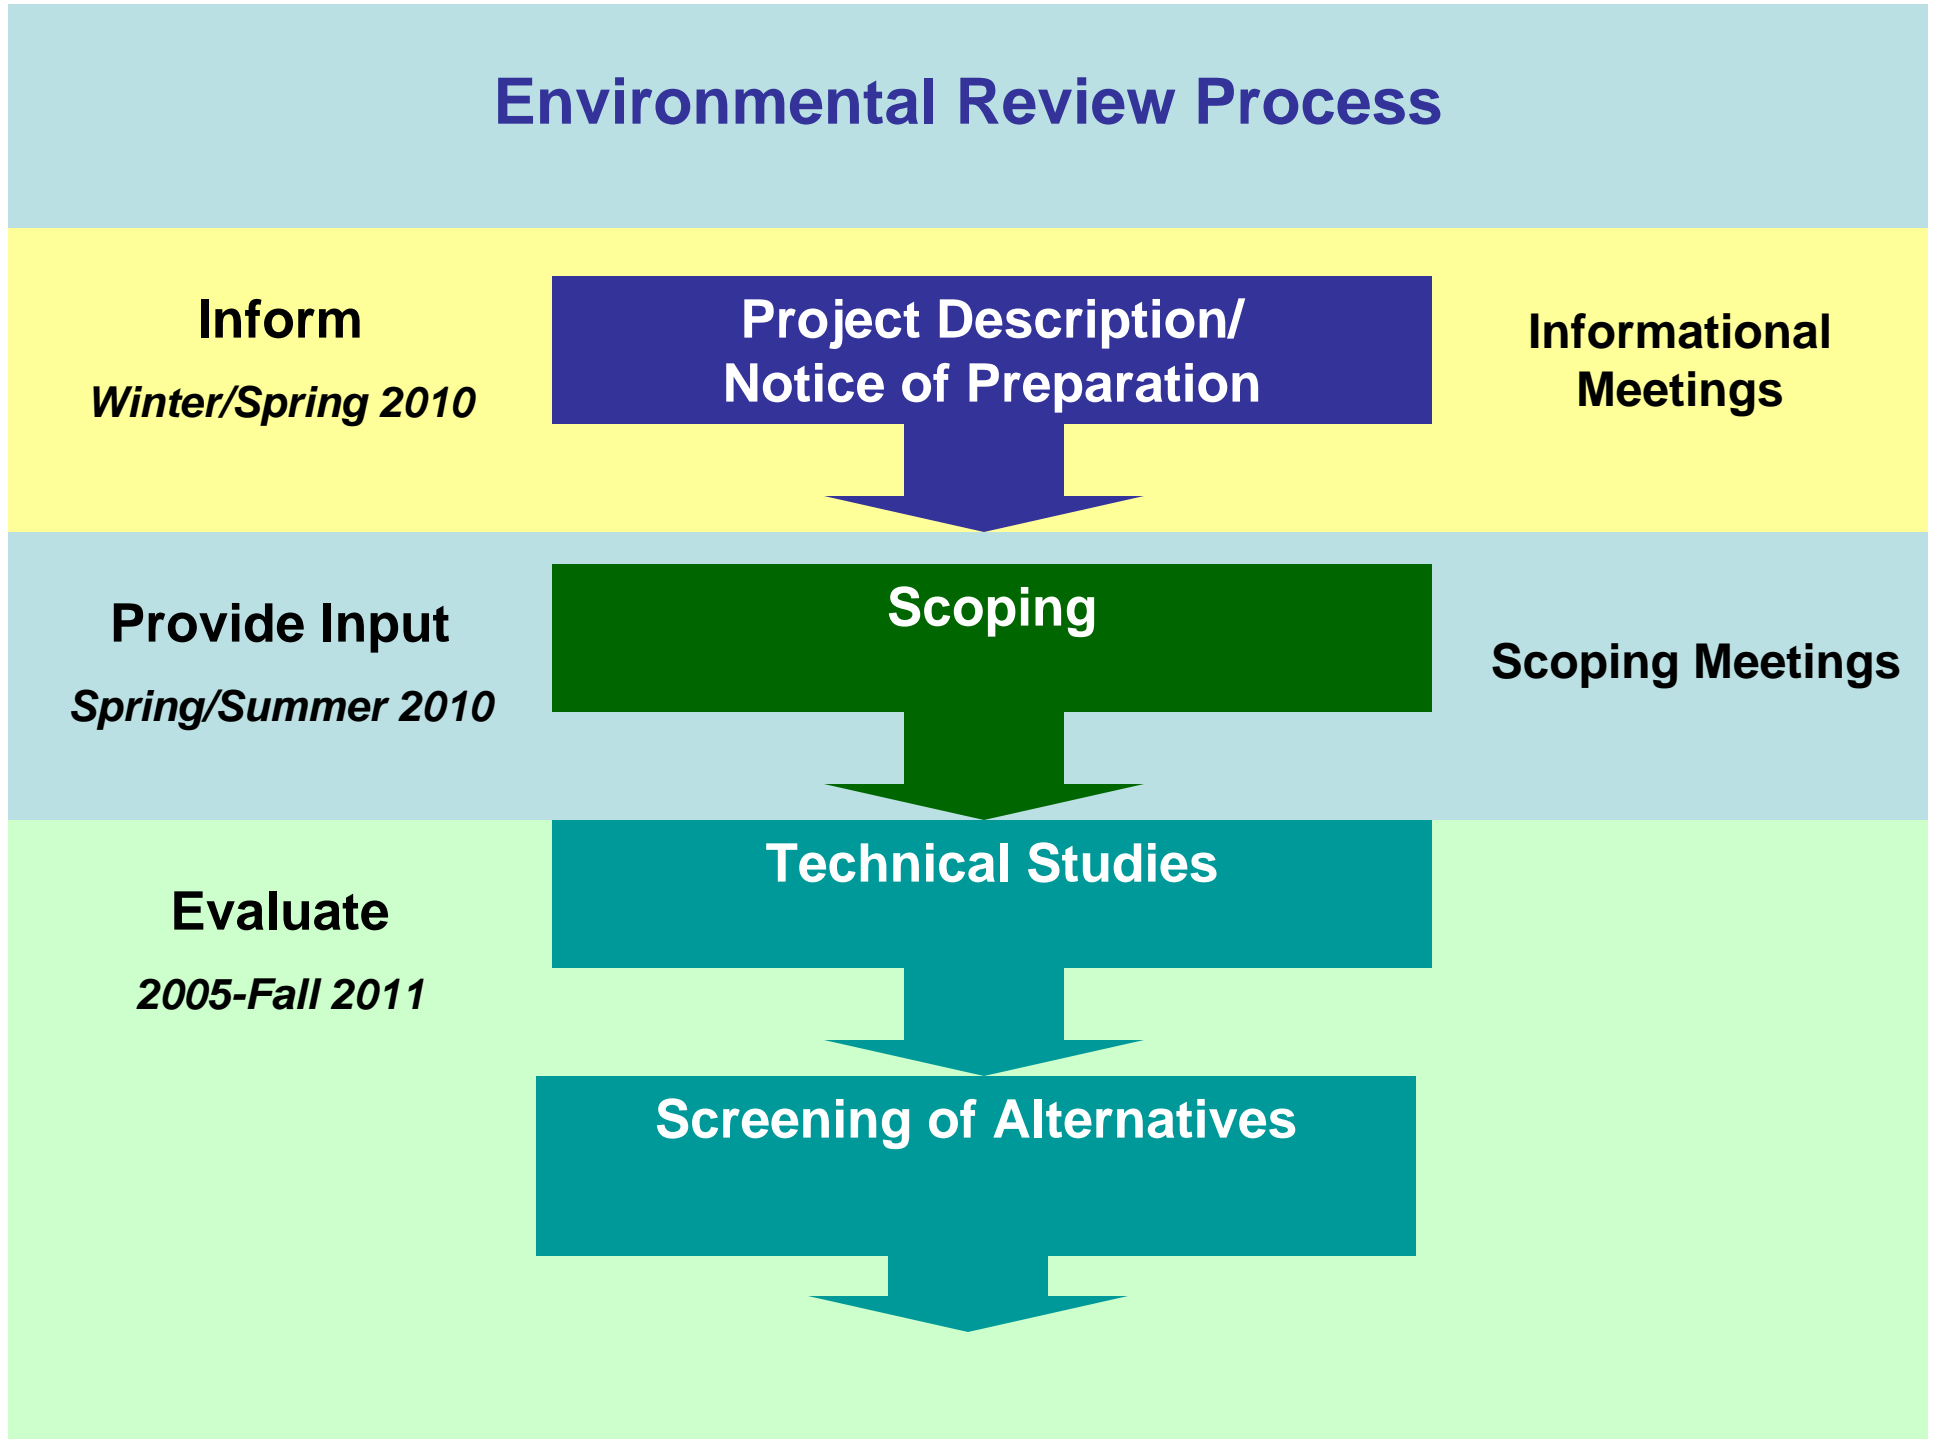 Environmental Review Process
Inform
Winter/Spring 2010
Project Description/
Notice of Preparation
Informational
Meetings
Provide Input
Spring/Summer 2010
Scoping
Scoping Meetings
Evaluate
2005-Fall 2011
Technical Studies
Screening of Alternatives